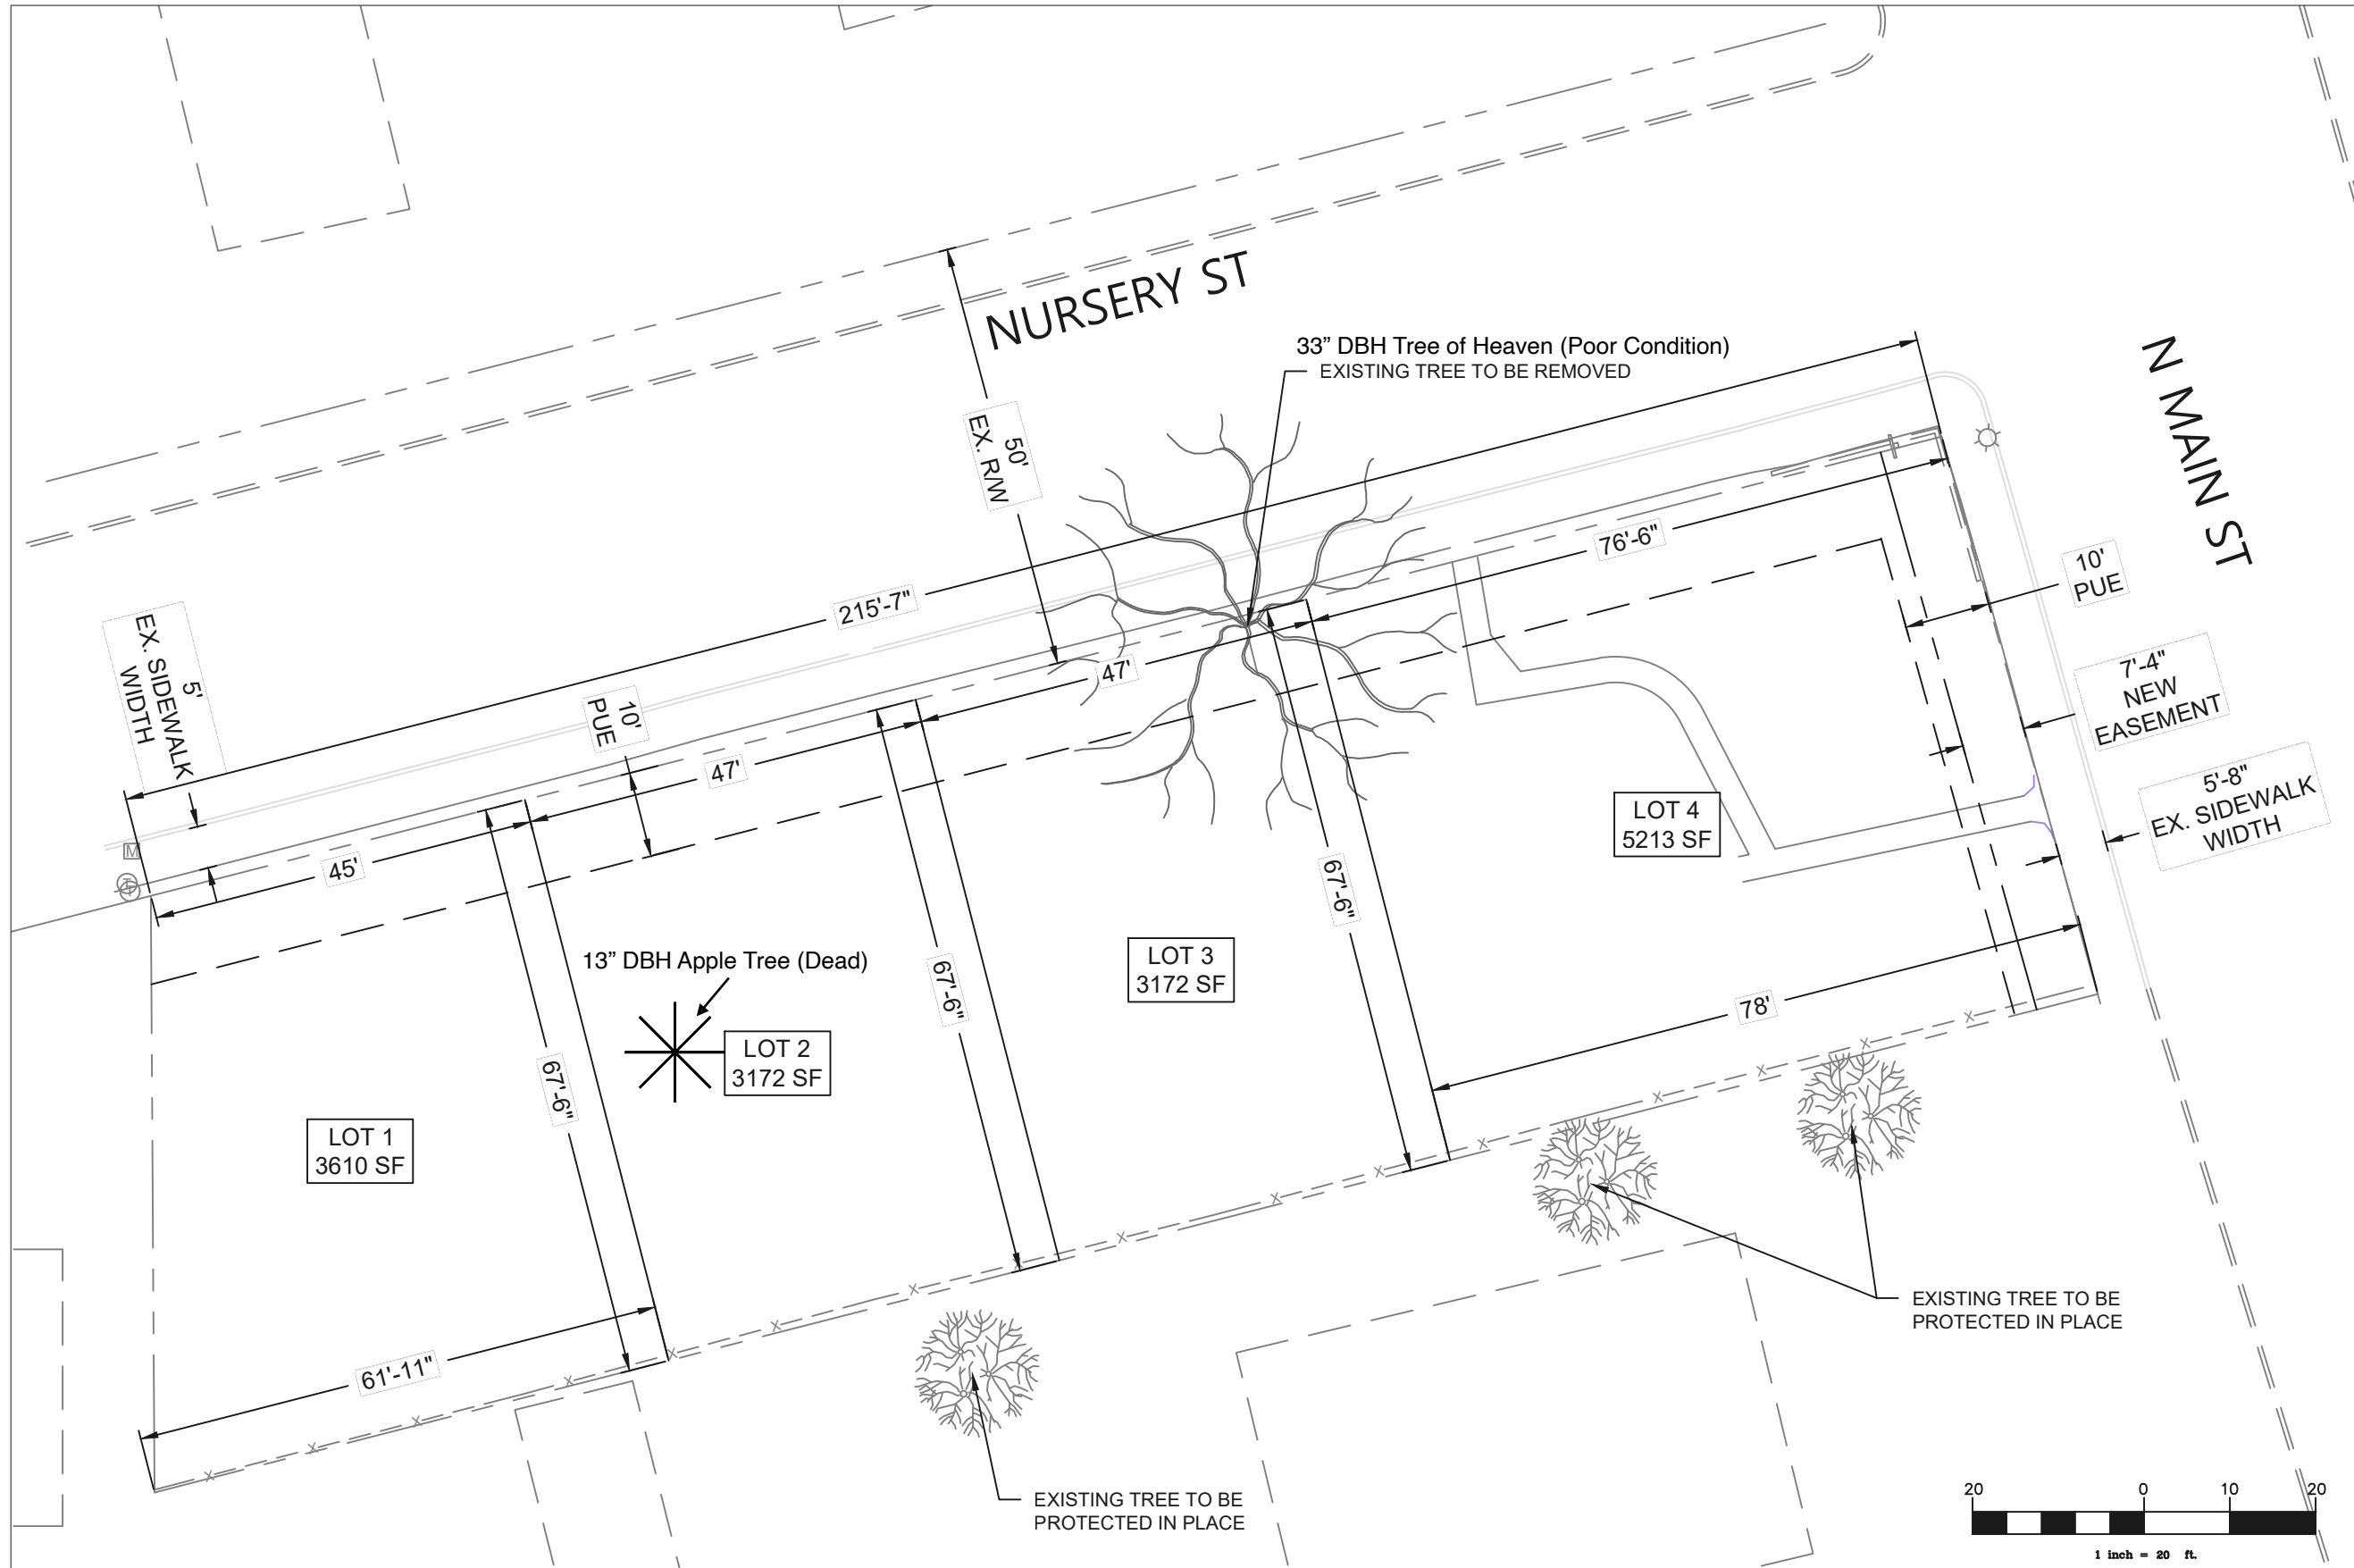 NURSERY ST
33” DBH Tree of Heaven (Poor Condition)
EXISTING TREE TO BE REMOVED
N MAIN ST
50'
EX. R/W
76'-6"
10'
PUE
215'-7"
5'
EX. SIDEWALK
WIDTH
47'
7'-4"
NEW
EASEMENT
10'
PUE
47'
5'-8"
EX. SIDEWALK
WIDTH
LOT 4
5213 SF
M
T
45'
67'-6"
13” DBH Apple Tree (Dead)
LOT 3
3172 SF
67'-6"
78'
LOT 2
3172 SF
67'-6"
LOT 1
3610 SF
EXISTING TREE TO BE
PROTECTED IN PLACE
61'-11"
EXISTING TREE TO BE
PROTECTED IN PLACE
20 0 10 20
1 inch = 20 ft.